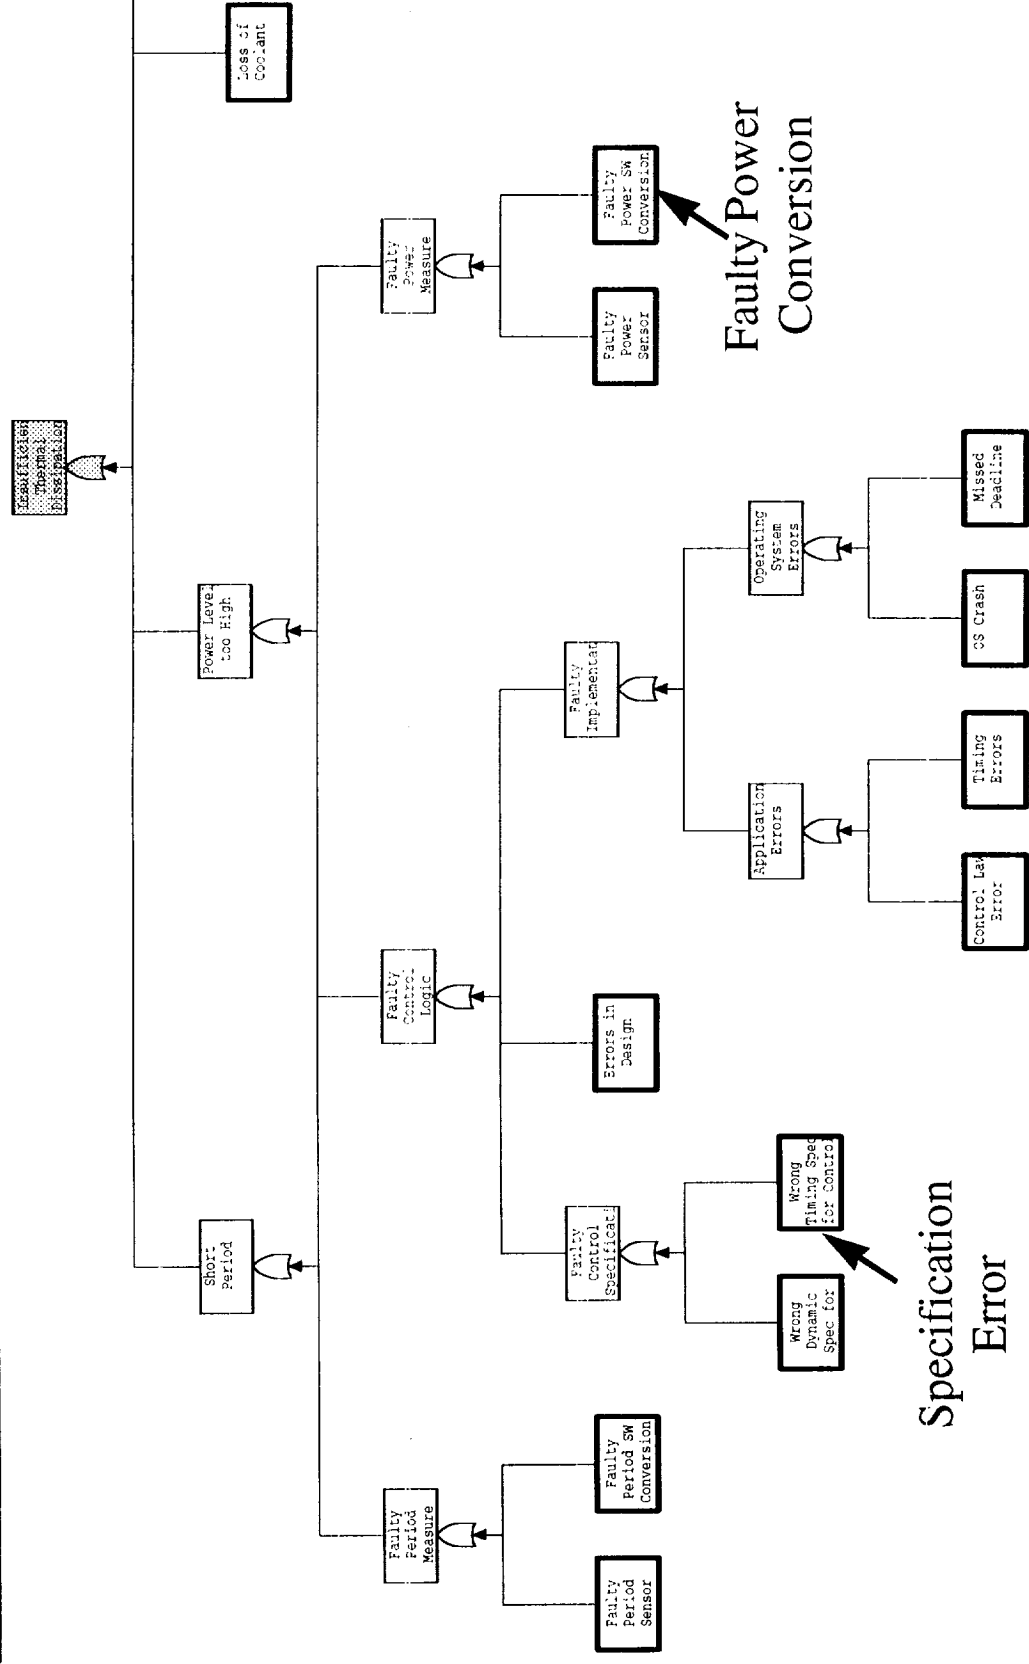 Insufficien
Thermal
Dissipation
Short
Period
Power Level
too High
Loss of
Coolant
Faulty
Period
Measure
Faulty
Control
Logic
Faulty
Power
Measure
Faulty
Period
Sensor
Faulty
Period SW
Conversion
Faulty
Control
Specificati
Errors in
Design
Faulty
Implementat
Faulty
Power
Sensor
Faulty
Power SW
Conversion
Wrong
Dynamic
Spec for
Wrong
Timing Spec
for Control
Application
Errors
Operating
System
Errors
Control Law
Error
Timing
Errors
OS Crash
Missed
Deadline
Faulty Power
Conversion
Specification
Error